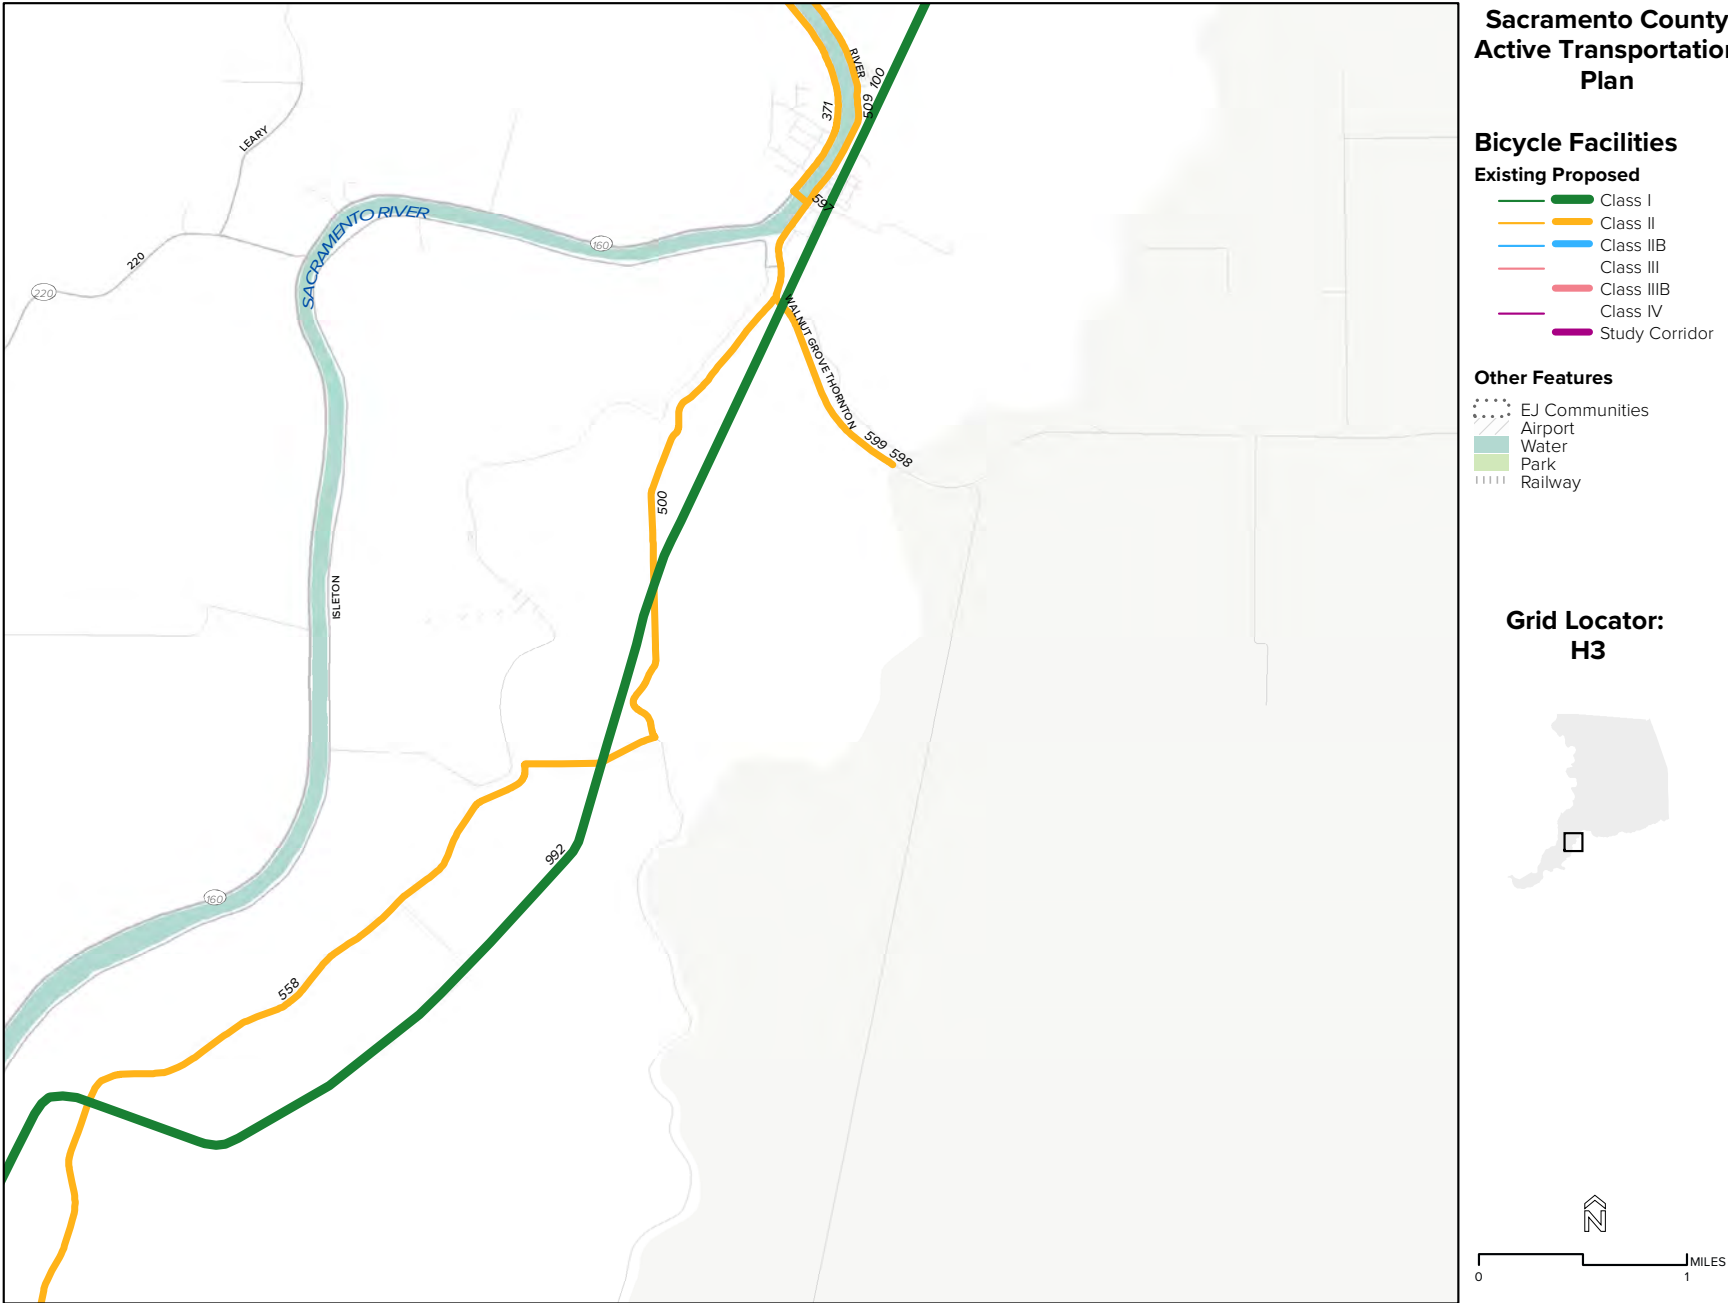 Sacramento County
Active Transportation
Plan
Bicycle Facilities
Existing Proposed
Class I
Class II
Class IIB
Class III
Class IIIB
Class IV
Study Corridor
Other Features
EJ Communities
Airport
Water
Park
Railway
Grid Locator:
H3
N
0
1
MILES
RIVER
100
371
509
LEARY
597
SACRAMENTO RIVER
160
220
220
WALNUT GROVE THORNTON
599
598
500
ISLETON
992
160
558